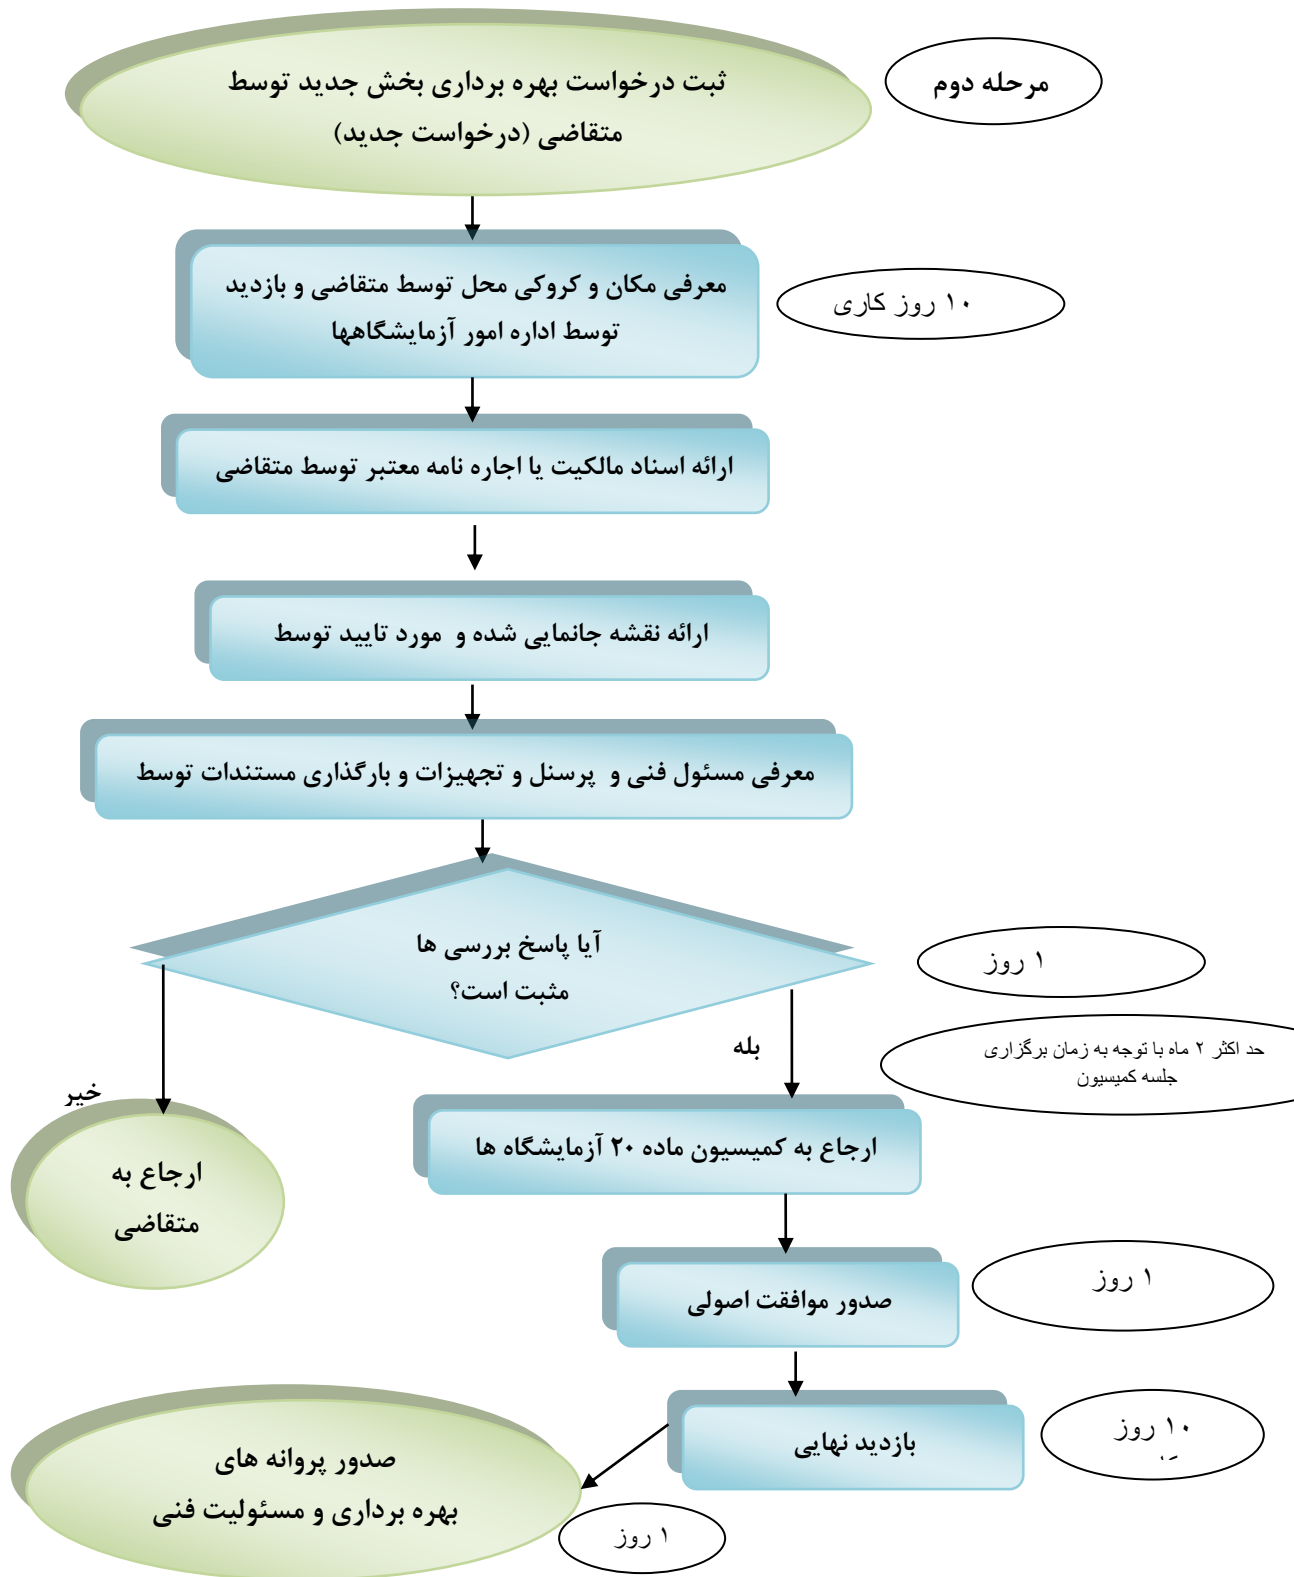 ثبت درخواست بهره برداری بخش جدید توسط
متقاضی (درخواست جدید)
مرحله دوم
معرفی مکان و کروکی محل توسط متقاضی و بازدید
توسط اداره امور آزمایشگاهها
۱۰ روز کاری
ارائه اسناد مالکیت یا اجاره نامه معتبر توسط متقاضی
ارائه نقشه جانمایی شده و مورد تایید توسط
معرفی مسئول فنی و پرسنل و تجهیزات و بارگذاری مستندات توسط
آیا پاسخ بررسی ها
مثبت است؟
۱ روز
بله
حد اکثر ۲ ماه با توجه به زمان برگزاری
جلسه کمیسیون
خیر
ارجاع به
متقاضی
ارجاع به کمیسیون ماده ۲۰ آزمایشگاه ها
صدور موافقت اصولی
۱ روز
بازدید نهایی
۱۰ روز
صدور پروانه های
بهره برداری و مسئولیت فنی
۱ روز